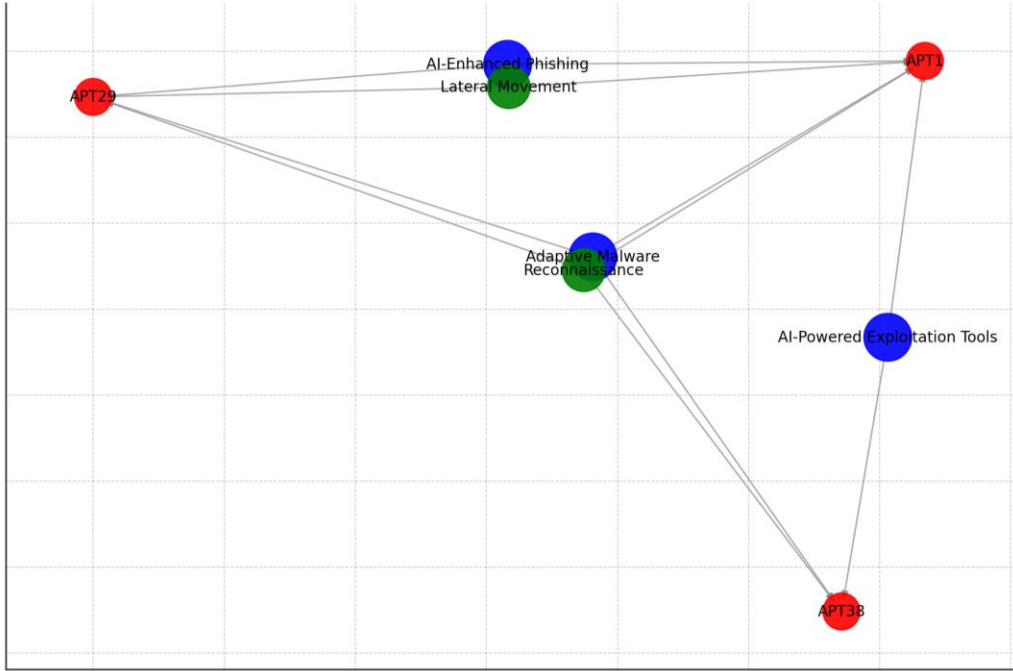 APT1
AI-Enhanced Phishing
Lateral Movement
APT29
Adaptive Malware
Reconnaissance
AI-Powered Exploitation Tools
APT38